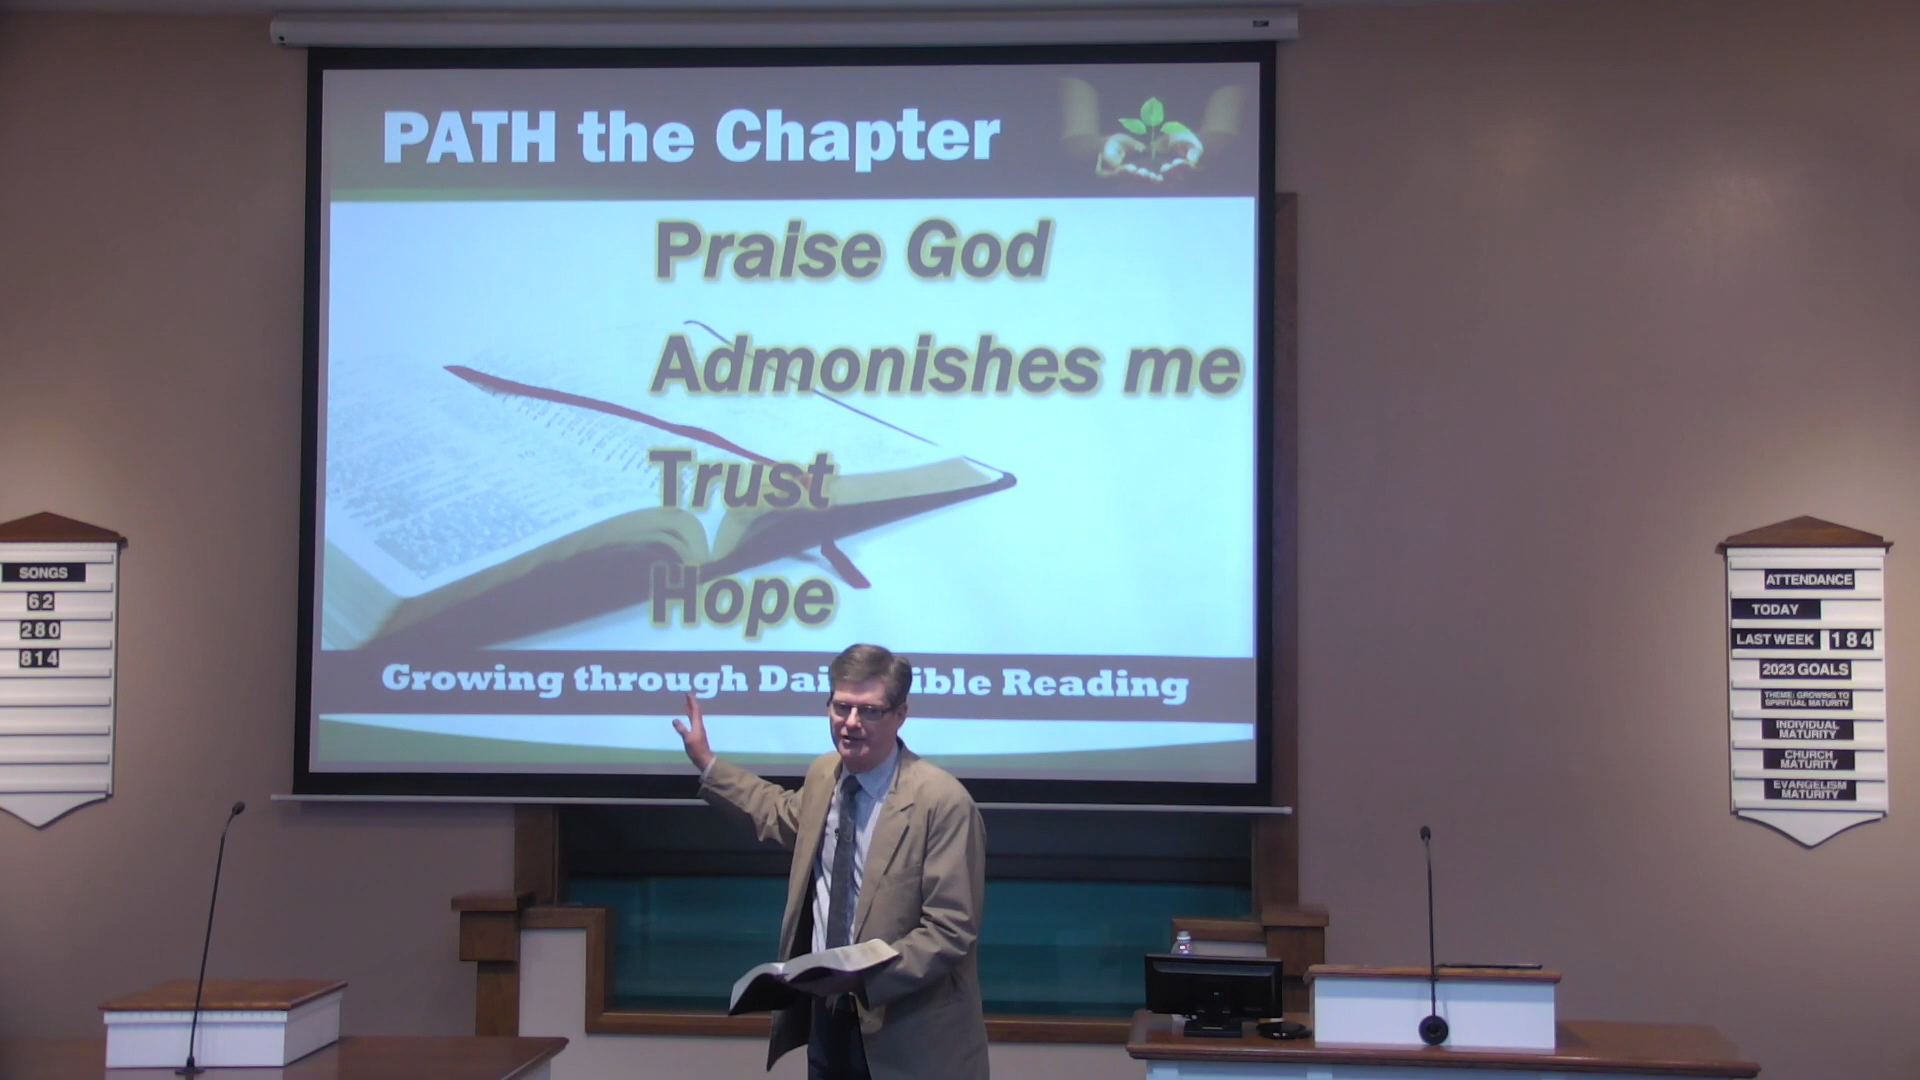 PATH the Chapter
Praise God
Admonishes me
Trust
Hope
Growing through Dai ible Reading
SONGS
62
280
814
ATTENDANCE
TODAY
LAST WEEK 184
2023 GOALS
THEME: GROWING TO
SPIRITUAL MATURITY
INDIVIDUAL
MATURITY
CHURCH
MATURITY
EVANGELISM
MATURITY